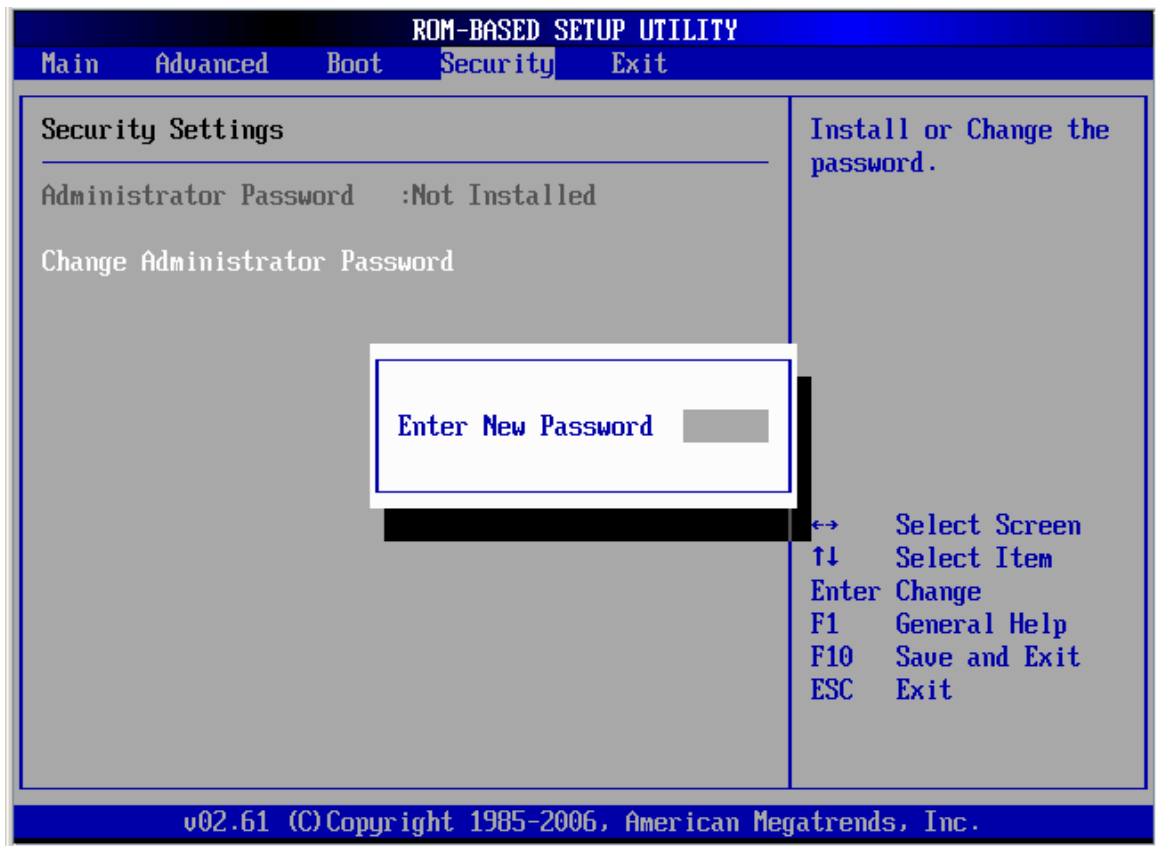 ROM-BASED SETUP UTILITY
Main Advanced Boot Security Exit
Security Settings
Administrator Password :Not Installed
Change Administrator Password
Enter New Password
Install or Change the
password.
↔ Select Screen
↑↓ Select Item
Enter Change
F1 General Help
F10 Save and Exit
ESC Exit
v02.61 (C)Copyright 1985-2006, American Megatrends, Inc.